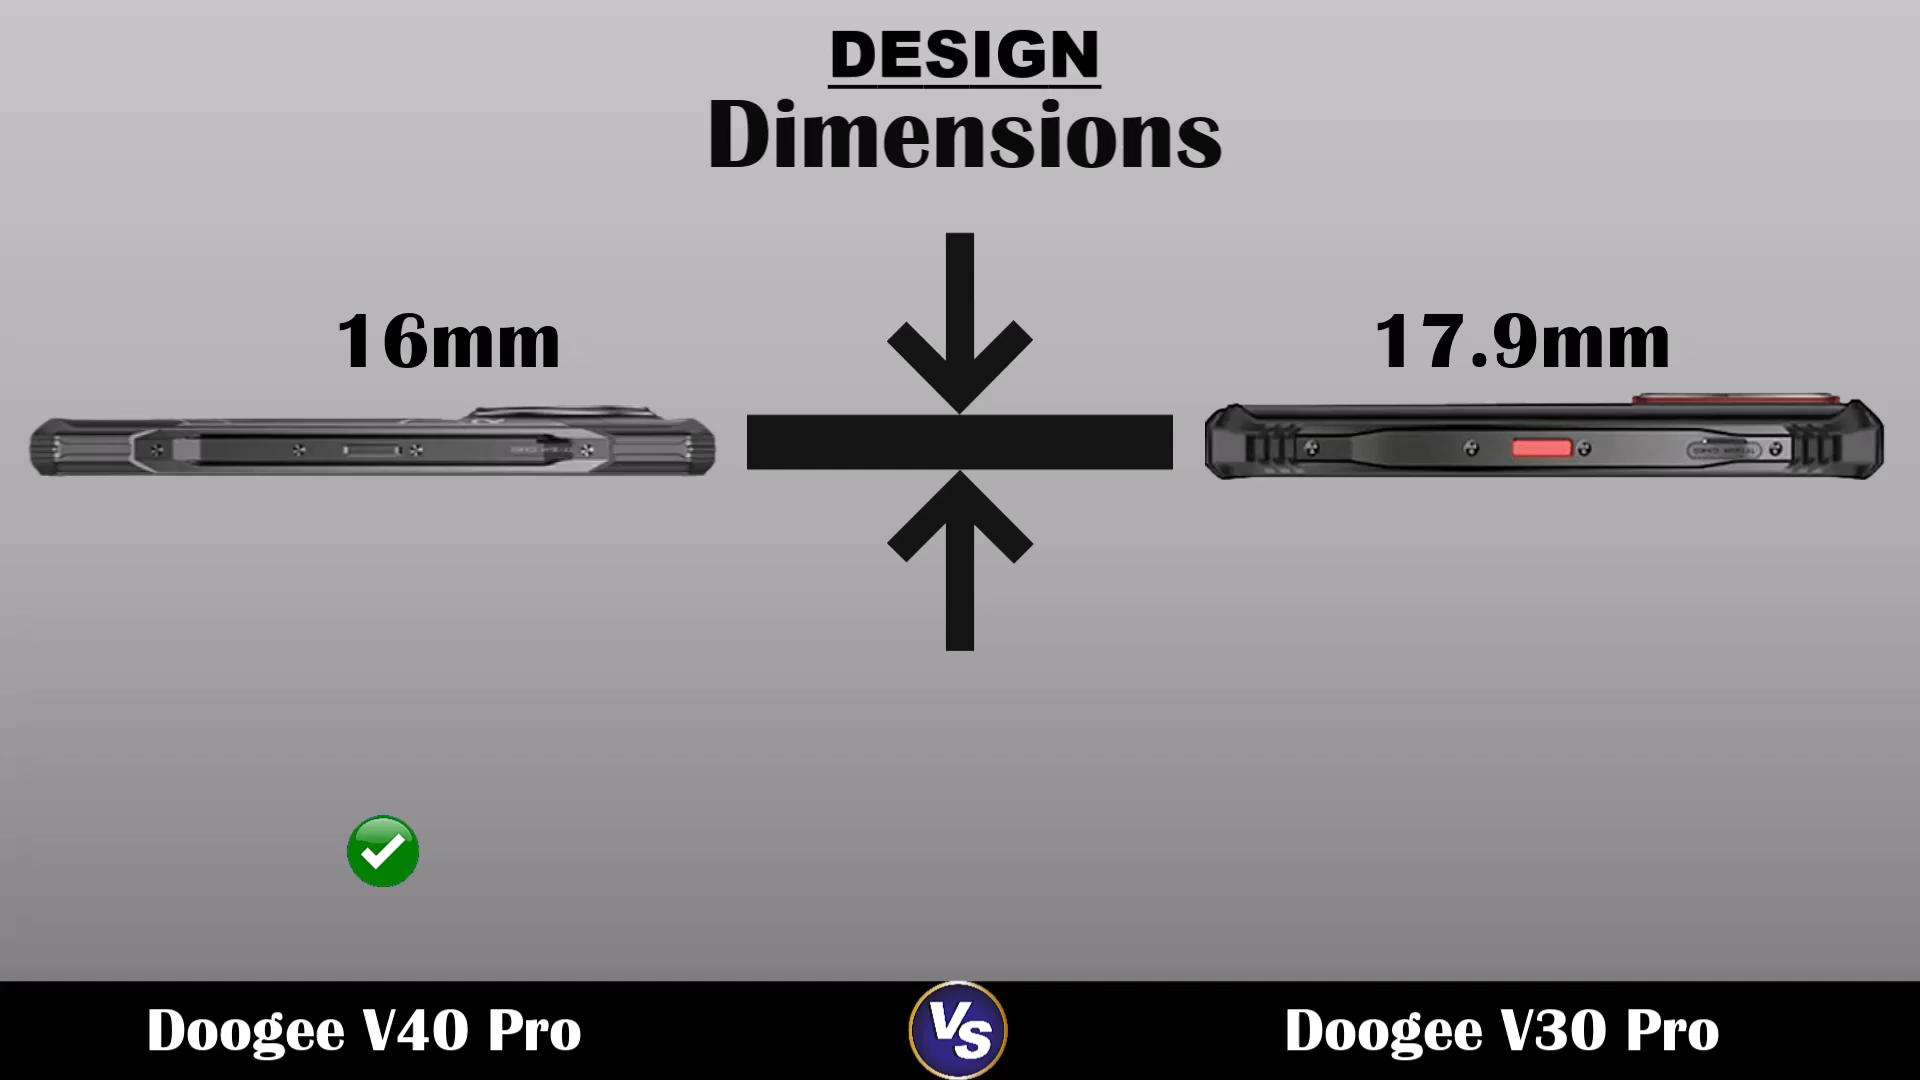 DESIGN
Dimensions
16mm
17.9mm
Doogee V40 Pro
VS
Doogee V30 Pro